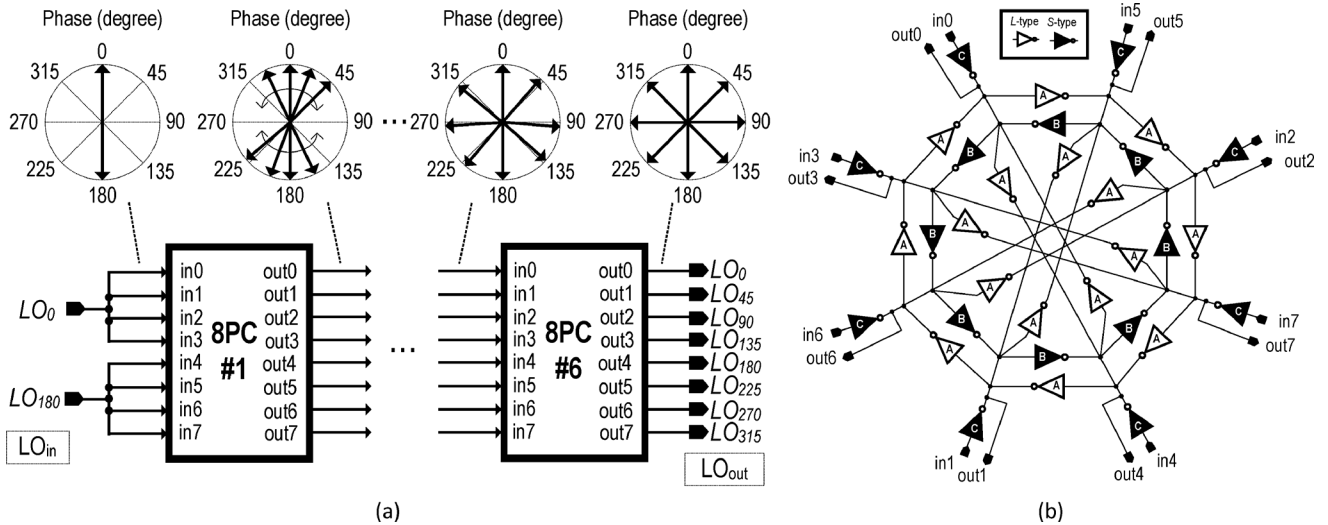 Phase (degree) Phase (degree) Phase (degree) Phase (degree)
0 0 0 0
315 45 315 45 315 45 315 45
270 90 270 90 270 90 270 90
225 135 225 135 225 135 225 135
180 180 180 180
... 
LO0
LO180
LOin
in0 out0
in1 out1
in2 out2
in3 out3
in4 out4
in5 out5
in6 out6
in7 out7
8PC
#1
...
in0 out0
in1 out1
in2 out2
in3 out3
in4 out4
in5 out5
in6 out6
in7 out7
8PC
#6
LO0
LO45
LO90
LO135
LO180
LO225
LO270
LO315
LOout
(a)
L-type S-type
in0
out0
in5
out5
in3
out3
in2
out2
in6
out6
in7
out7
in1
out1
out4
in4
C C
A
B
A B B A
A A
C C
A A
A B B A
A A
C C
A A
B B
A A A A
B
A
C C
(b)